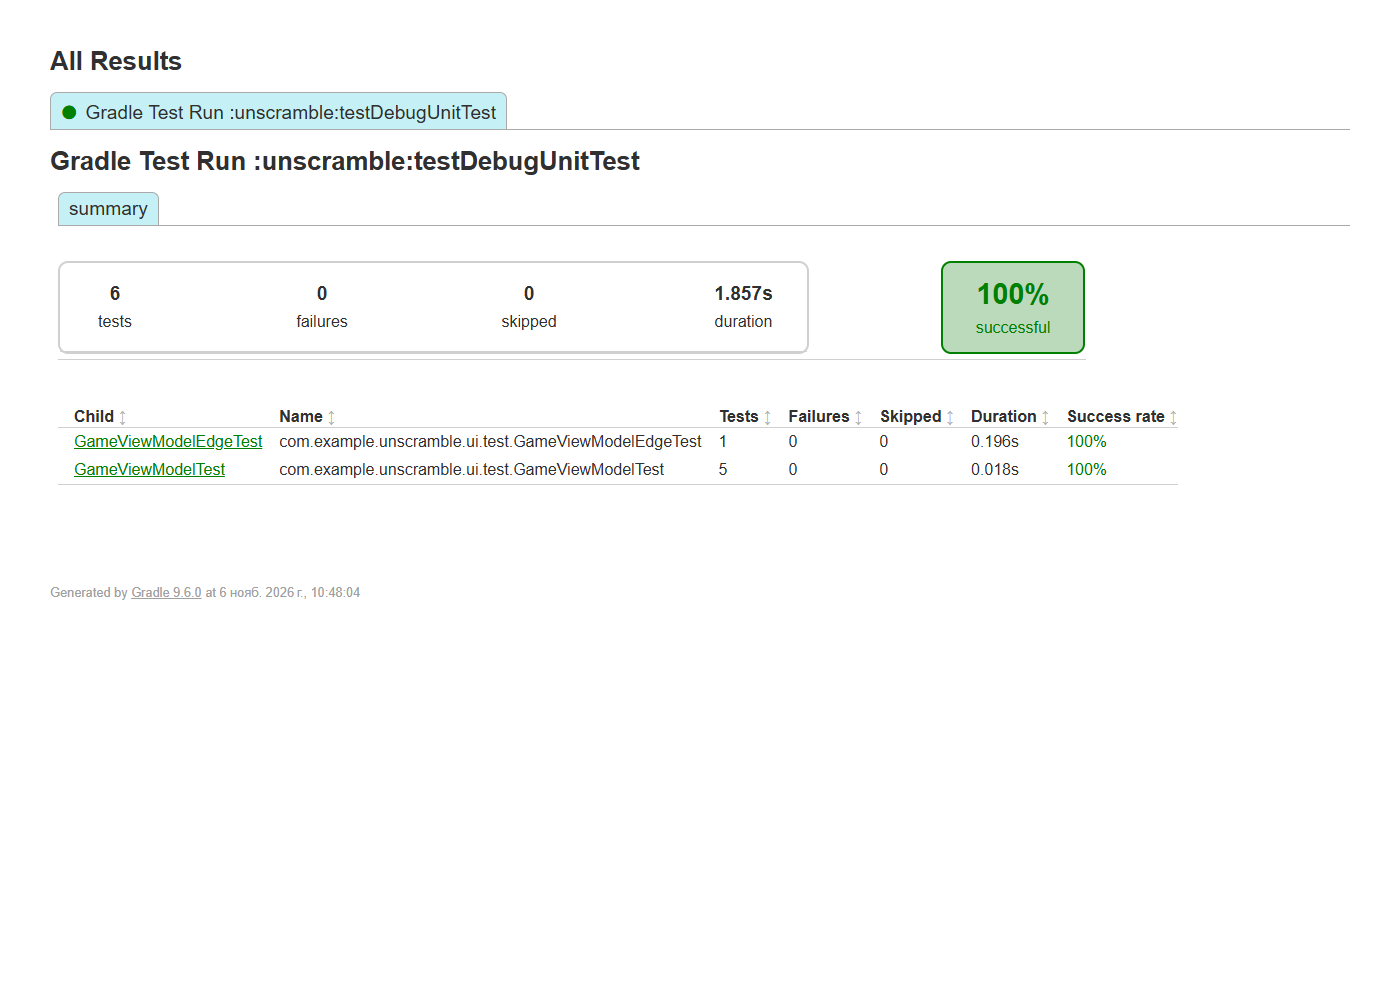 All Results
Gradle Test Run :unscramble:testDebugUnitTest
Gradle Test Run :unscramble:testDebugUnitTest
summary
6 0 0 1.857s
tests failures skipped duration
100%
successful
Child Name Tests Failures Skipped Duration Success rate
GameViewModelEdgeTest com.example.unscramble.ui.test.GameViewModelEdgeTest 1 0 0 0.196s 100%
GameViewModelTest com.example.unscramble.ui.test.GameViewModelTest 5 0 0 0.018s 100%
Generated by Gradle 9.6.0 at 6 нояб. 2026 г., 10:48:04